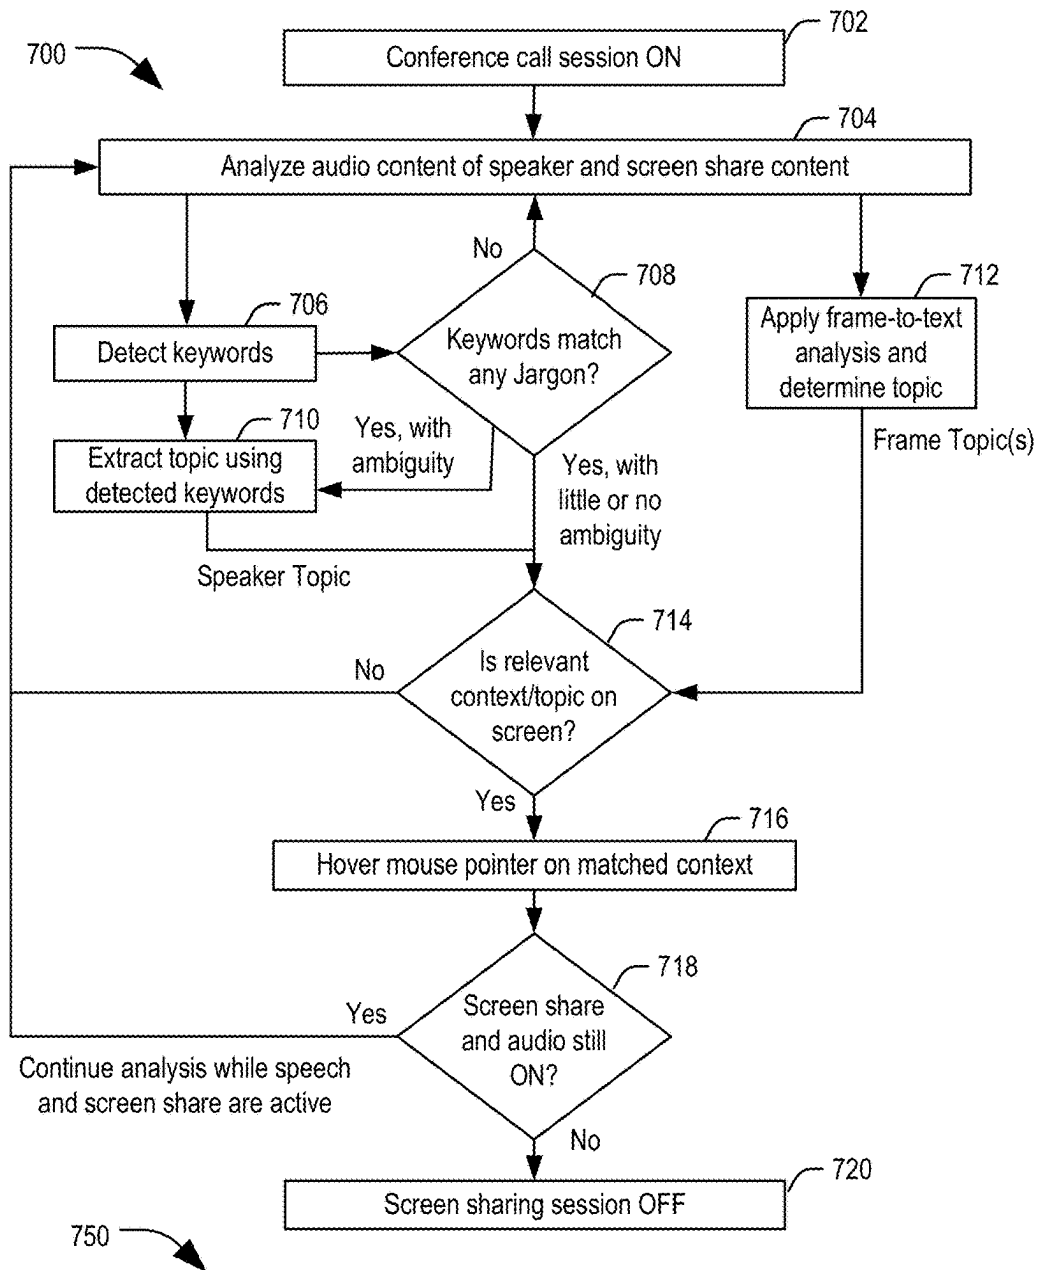 702
700
Conference call session ON
704
Analyze audio content of speaker and screen share content
No
708
712
706
Detect keywords
Keywords match
any Jargon?
Apply frame-to-text
analysis and
determine topic
710
Extract topic using
detected keywords
Yes, with
ambiguity
Frame Topic(s)
Yes, with
little or no
ambiguity
Speaker Topic
714
No
Is relevant
context/topic on
screen?
Yes
716
Hover mouse pointer on matched context
718
Yes
Screen share
and audio still
ON?
Continue analysis while speech
and screen share are active
No
720
Screen sharing session OFF
750